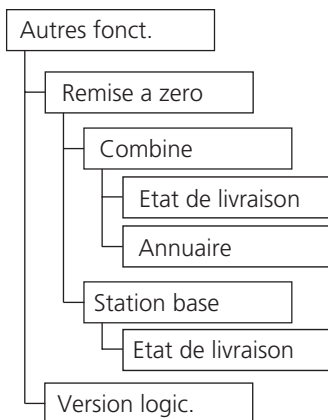 Autres fonct.
Remise a zero
Combine
Etat de livraison
Annuaire
Station base
Etat de livraison
Version logic.